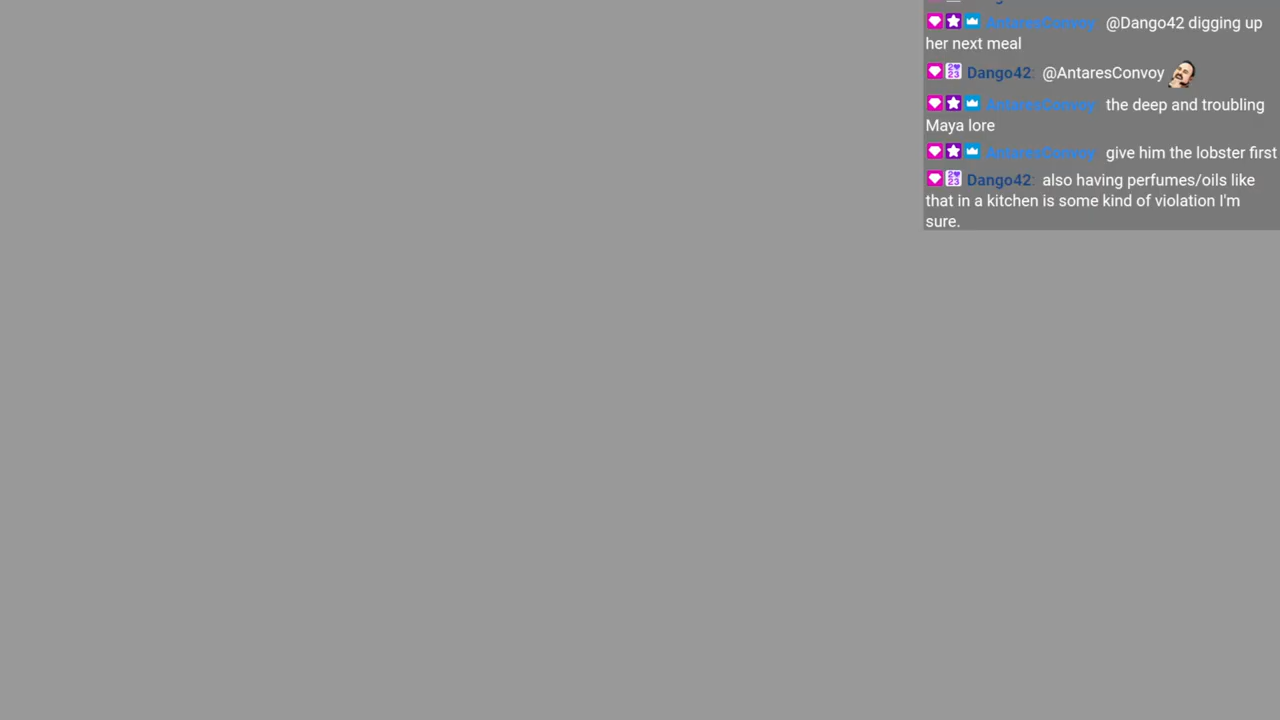 AntaresConvoy: @Dango42 digging up
her next meal
Dango42: @AntaresConvoy
AntaresConvoy: the deep and troubling
Maya lore
AntaresConvoy: give him the lobster first
Dango42: also having perfumes/oils like
that in a kitchen is some kind of violation I'm
sure.